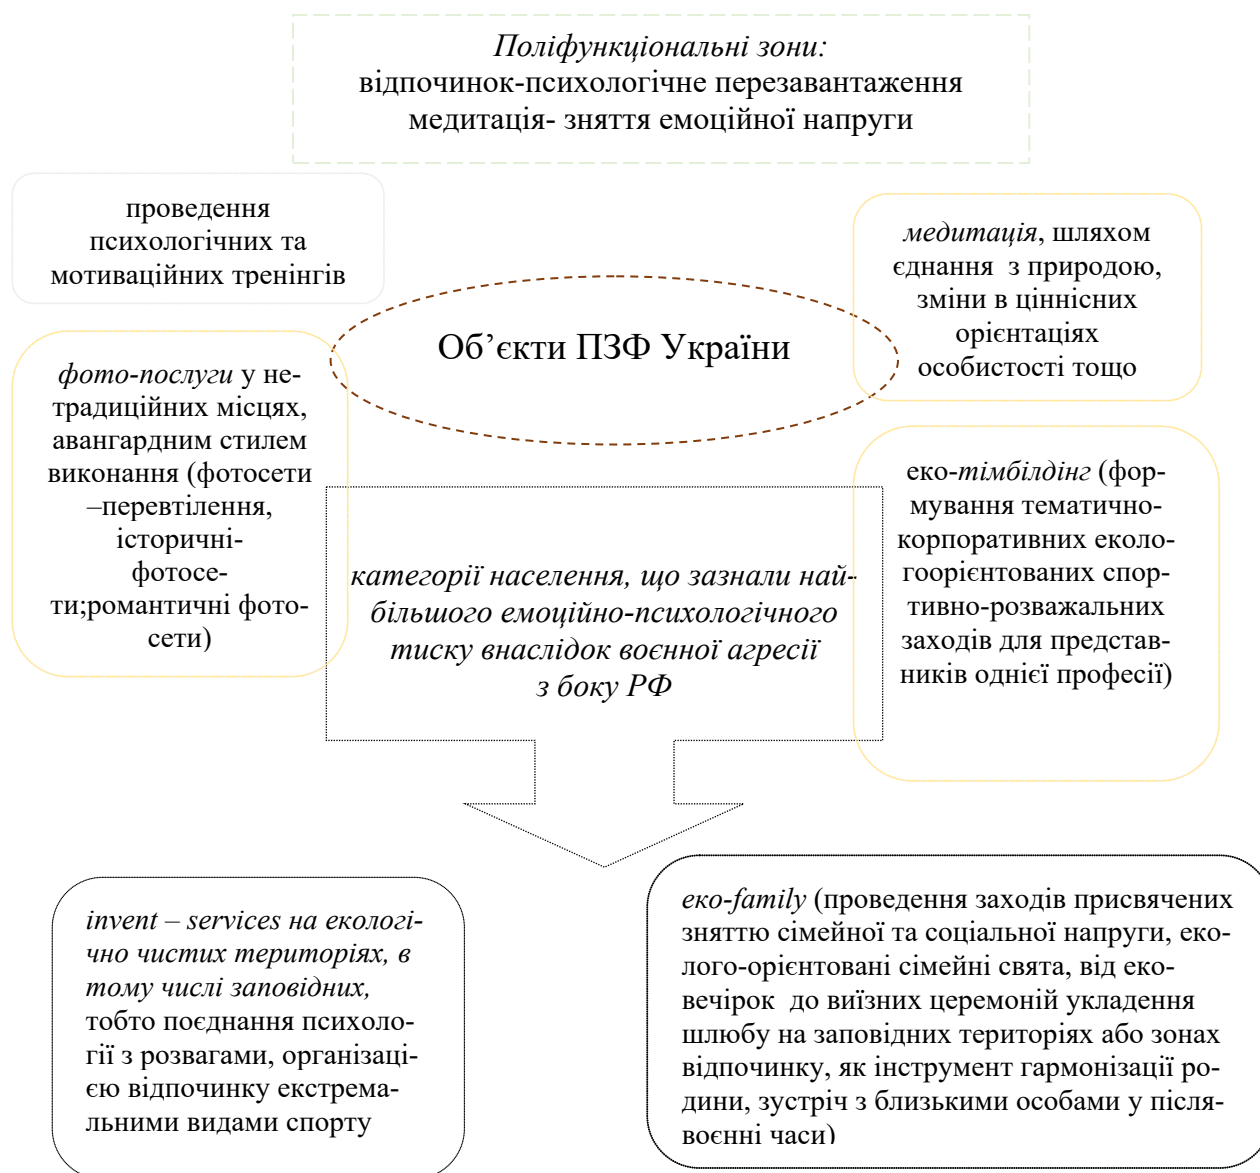 Поліфункціональні зони:
відпочинок-психологічне перезавантаження
медитація- зняття емоційної напруги
проведення
психологічних та
мотиваційних тренінгів
медитація, шляхом
єднання  з природою,
зміни в ціннісних
орієнтаціях
особистості тощо
Об’єкти ПЗФ України
фото-послуги у не-
традиційних місцях,
авангардним стилем
виконання (фотосети
–перевтілення,
історичні-
фотосе-
ти;романтичні фото-
сети)
еко-тімбілдінг (фор-
мування тематично-
корпоративних еколо-
гоорієнтованих спор-
тивно-розважальних
заходів для представ-
ників однієї професії)
категорії населення, що зазнали най-
більшого емоційно-психологічного
тиску внаслідок воєнної агресії
з боку РФ
invent – services на екологі-
чно чистих територіях, в
тому числі заповідних,
тобто поєднання психоло-
гії з розвагами, організаці-
єю відпочинку екстрема-
льними видами спорту
еко-family (проведення заходів присвячених
зняттю сімейної та соціальної напруги, еко-
лого-орієнтовані сімейні свята, від еко-
вечірок  до виїзних церемоній укладення
шлюбу на заповідних територіях або зонах
відпочинку, як інструмент гармонізації ро-
дини, зустріч з близькими особами у після-
воєнні часи)